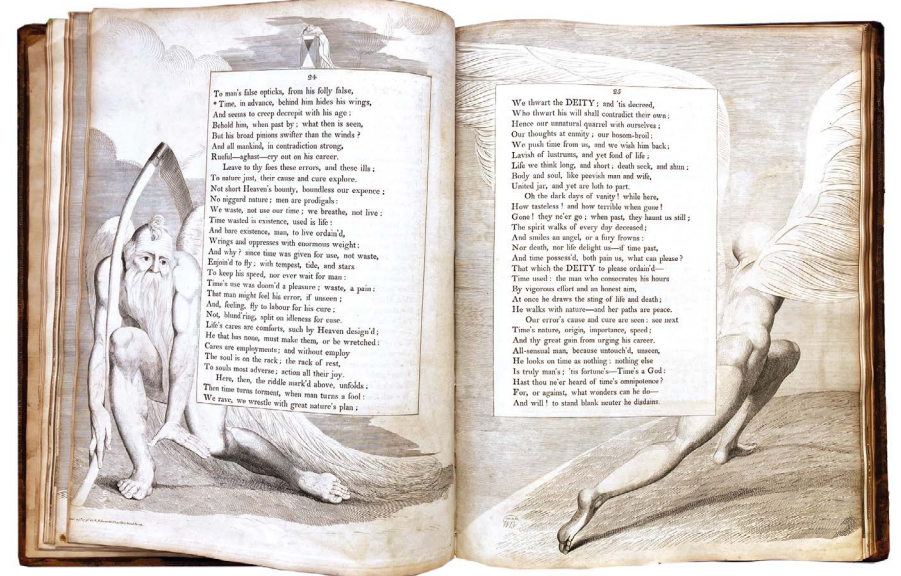 24
To man's false opticks, from his folly false,
* Time, in advance, behind him hides his wings,
And seems to creep decrepit with his age:
Behold him, when past by; what then is seen,
But his broad pinions swifter than the winds?
And all mankind, in contradiction strong,
Rueful—aghast—cry out on his career.
Leave to thy foes these errors, and these ills;
To nature just, their cause and cure explore.
Not short Heaven's bounty, boundless our expence;
No niggard nature; men are prodigals:
We waste, not use our time; we breathe, not live:
Time wasted is existence, used is life:
And bare existence, man, to live ordain'd,
Wrings and oppresses with enormous weight:
And why? since time was given for use, not waste,
Enjoin'd to fly; with tempest, tide, and stars
To keep his speed, nor ever wait for man:
Time's use was doom'd a pleasure; waste, a pain:
That man might feel his error, if unseen;
And, feeling, fly to labour for his cure;
Not, blund'ring, split on idleness for ease.
Life's cares are comforts, such by Heaven design'd;
He that has none, must make them, or be wretched:
Cares are employments; and without employ
The soul is on the rack; the rack of rest,
To souls most adverse; action all their joy.
Here, then, the riddle mark'd above, unfolds;
Then time turns torment, when man turns a fool:
We rave, we wrestle with great nature's plan;
25
We thwart the DEITY; and 'tis decreed,
Who thwart his will shall contradict their own:
Hence our unnatural quarrel with ourselves;
Our thoughts at enmity; our bosom-broil:
We push time from us, and we wish him back;
Lavish of lustrums, and yet fond of life;
Life we think long, and short; death seek, and shun;
Body and soul, like peevish man and wife,
United jar, and yet are loth to part.
Oh the dark days of vanity! while here,
How tasteless! and how terrible when gone!
Gone! they ne'er go; when past, they haunt us still;
The spirit walks of every day deceased;
And smiles an angel, or a fury frowns:
Nor death, nor life delight us—if time past,
And time possess'd, both pain us, what can please?
That which the DEITY to please ordain'd—
Time used: the man who consecrates his hours
By vigorous effort and an honest aim,
At once he draws the sting of life and death;
He walks with nature—and her paths are peace.
Our error's cause and cure are seen: see next
Time's nature, origin, importance, speed;
And thy great gain from urging his career.
All-sensual man, because untouch'd, unseen,
He looks on time as nothing: nothing else
Is truly man's; 'tis fortune's—Time's a God:
Hast thou ne'er heard of time's omnipotence?
For, or against, what wonders can he do—
And will! to stand blank neuter he disdains.